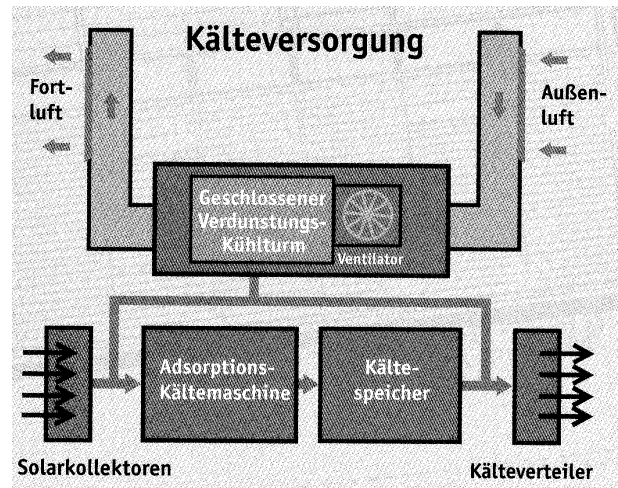 Kälteversorgung
Fort-
luft
Außen-
luft
Geschlossener
Verdunstungs-
Kühlturm
Ventilator
Adsorptions-
Kältemaschine
Kälte-
speicher
Solarkollektoren
Kälteverteiler